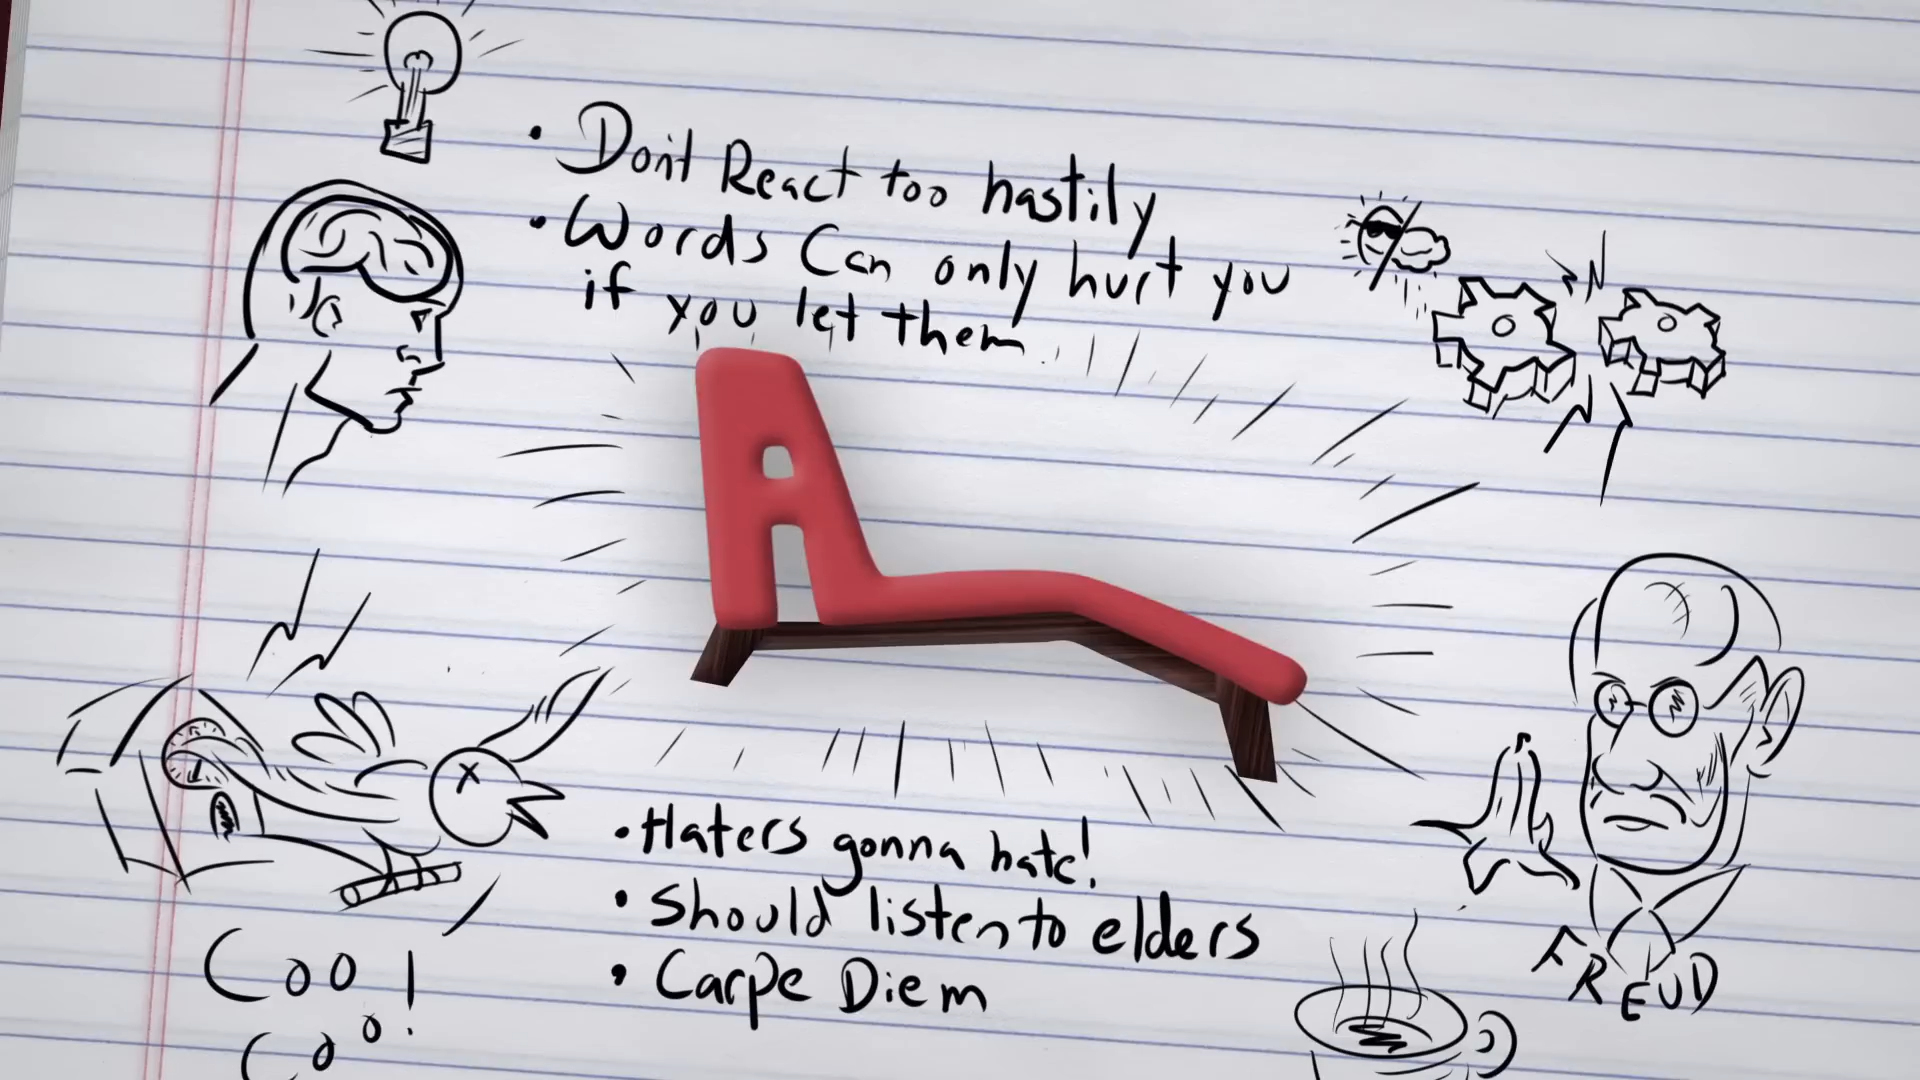 • Don't React too hastily
• Words Can only hurt you
if you let them.
• Haters gonna hate!
• Should listen to elders
• Carpe Diem
Coo!
Coo
FREUD